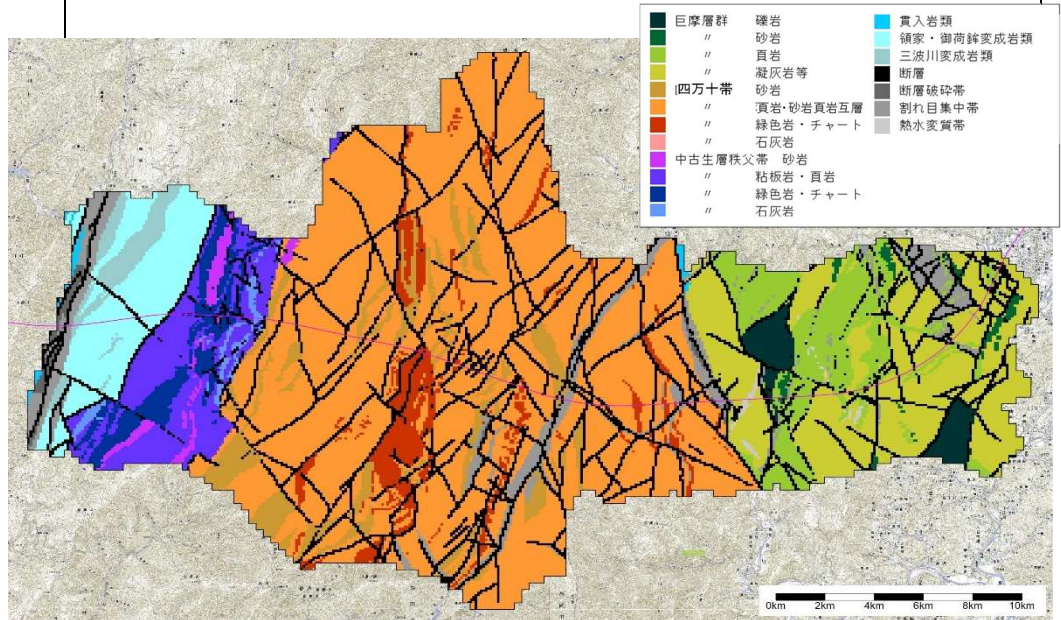 巨摩層群 礫岩
〃 砂岩
〃 頁岩
〃 凝灰岩等
四万十帯 砂岩
〃 頁岩・砂岩頁岩互層
〃 緑色岩・チャート
〃 石灰岩
中古生層秩父帯 砂岩
〃 粘板岩・頁岩
〃 緑色岩・チャート
〃 石灰岩
貫入岩類
領家・御荷鉾変成岩類
三波川変成岩類
断層
断層破砕帯
割れ目集中帯
熱水変質帯
0km 2km 4km 6km 8km 10km